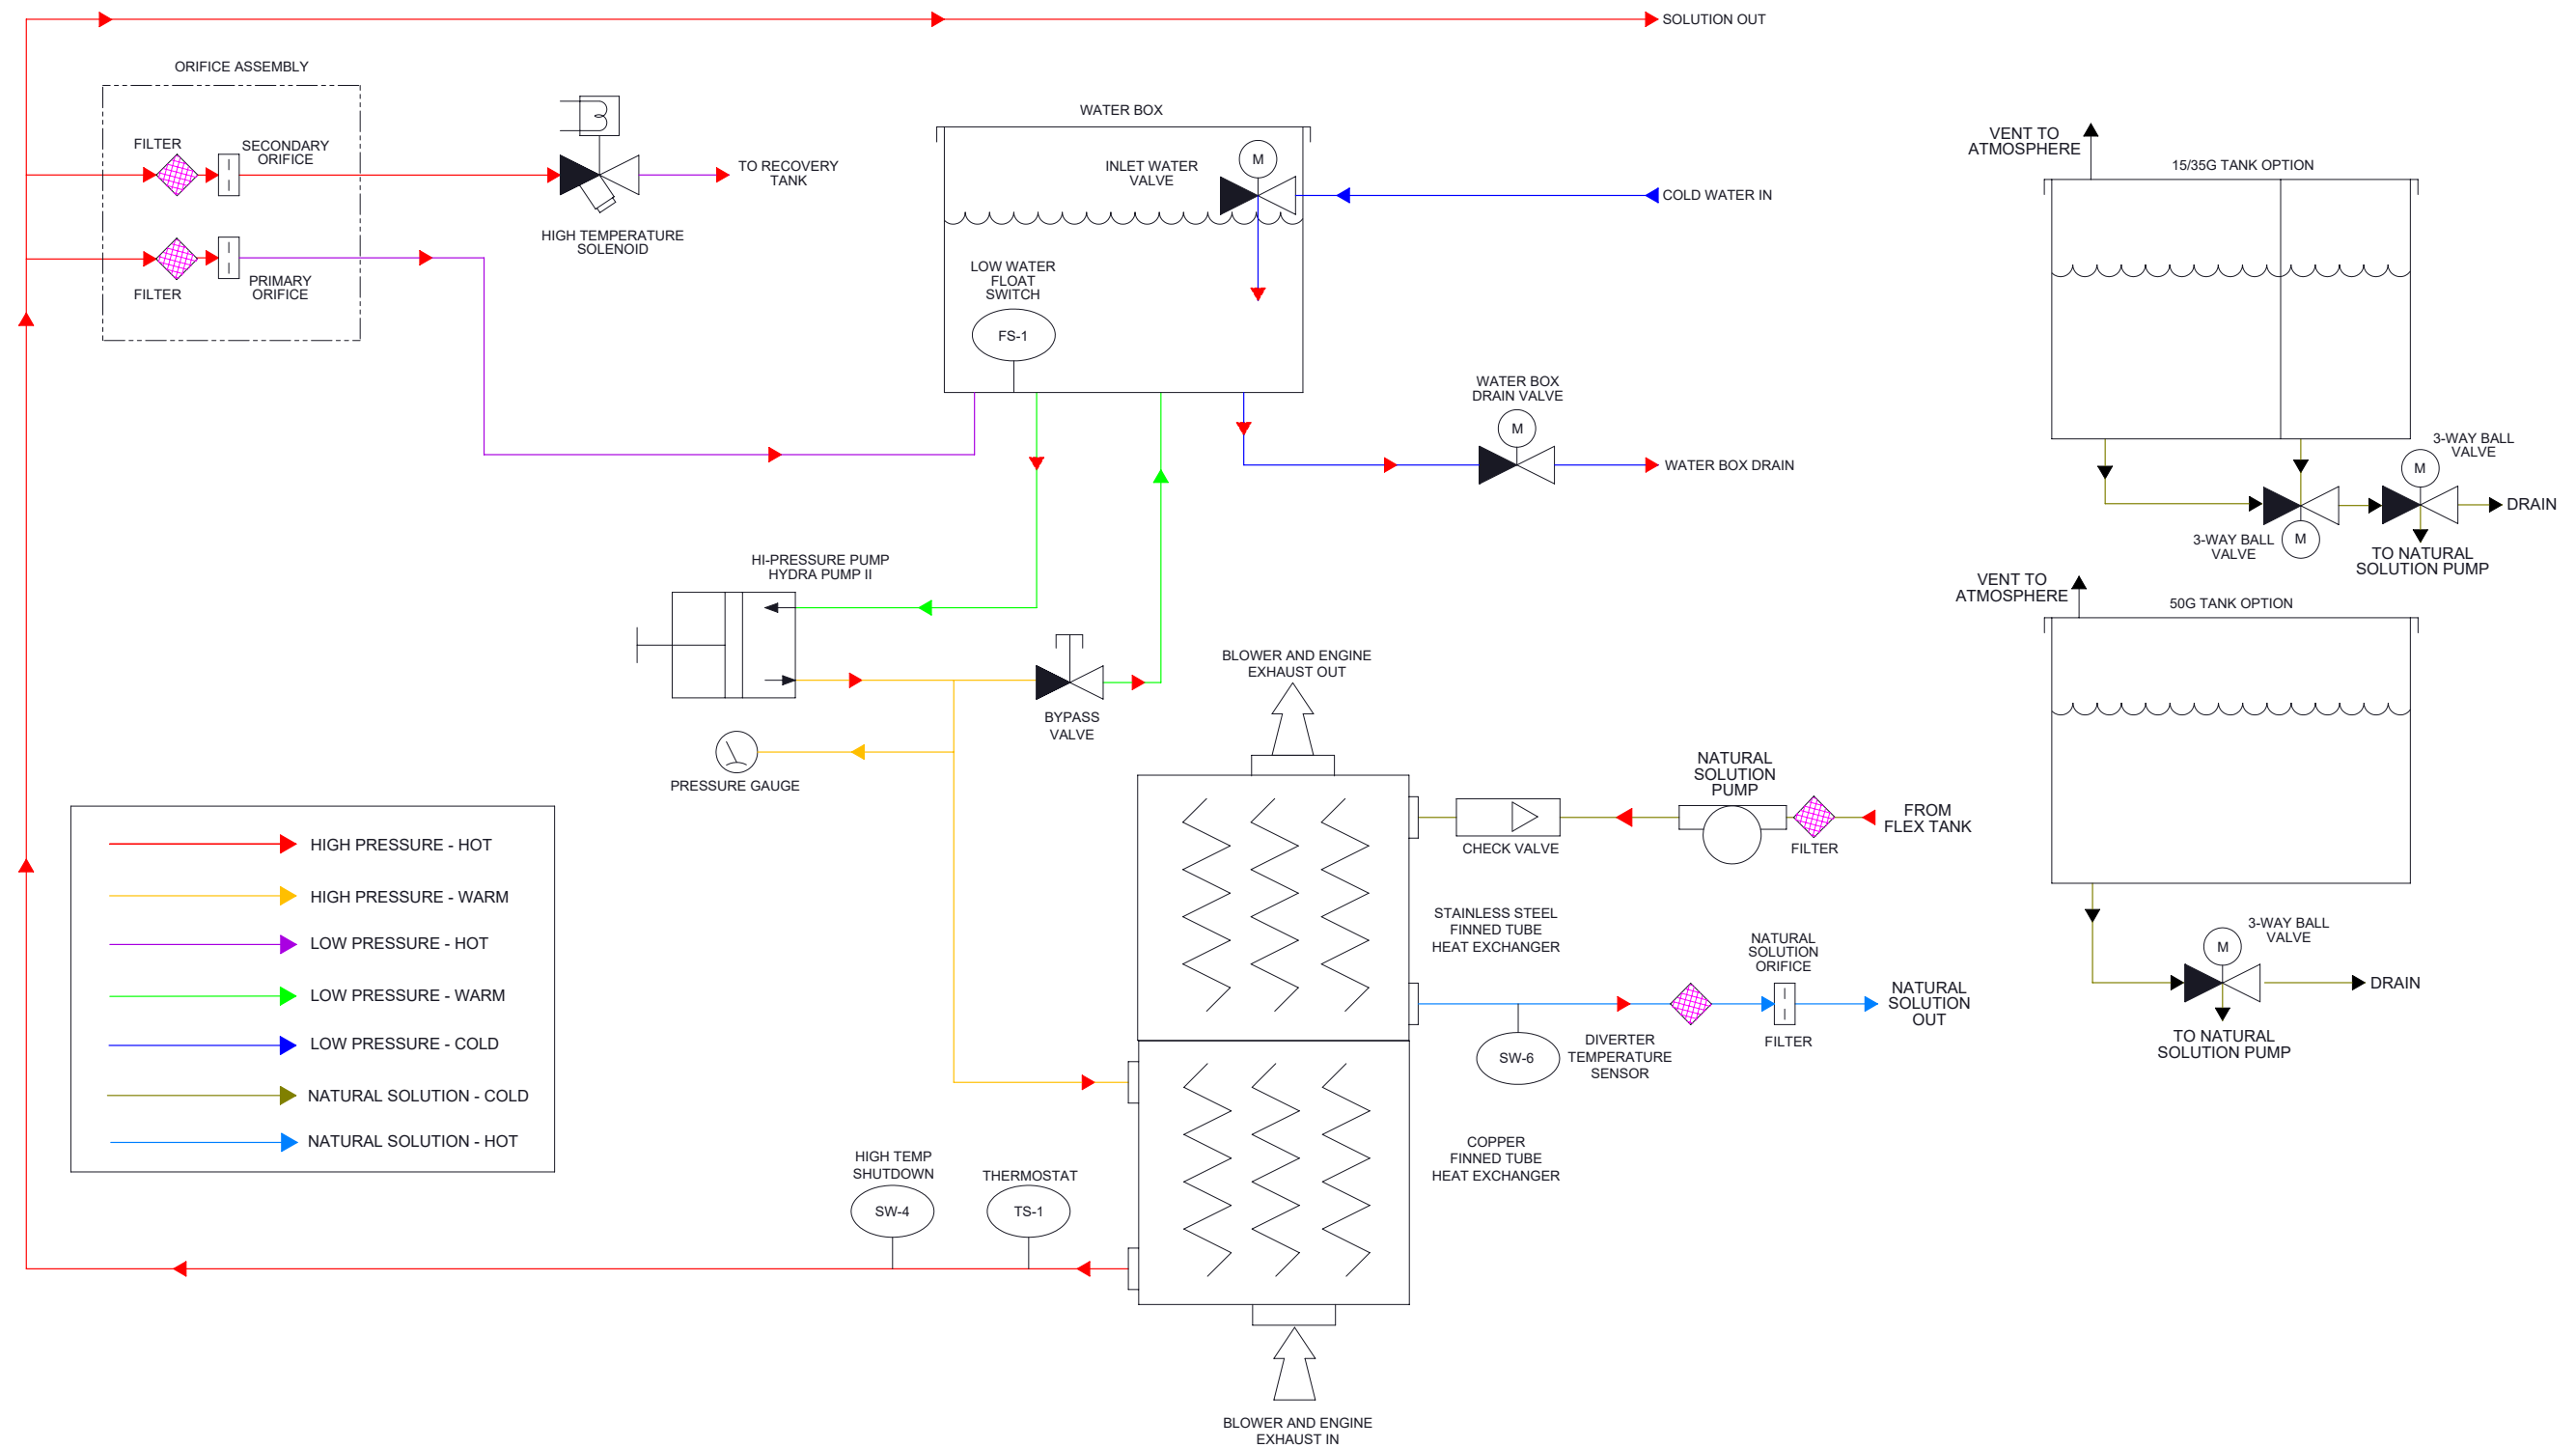 SOLUTION OUT
ORIFICE ASSEMBLY
FILTER
SECONDARY
ORIFICE
TO RECOVERY
TANK
HIGH TEMPERATURE
SOLENOID
FILTER
PRIMARY
ORIFICE
WATER BOX
INLET WATER
VALVE
M
COLD WATER IN
LOW WATER
FLOAT
SWITCH
FS-1
WATER BOX
DRAIN VALVE
M
WATER BOX DRAIN
VENT TO
ATMOSPHERE
15/35G TANK OPTION
3-WAY BALL
VALVE
M
DRAIN
3-WAY BALL
VALVE
M
TO NATURAL
SOLUTION PUMP
HI-PRESSURE PUMP
HYDRA PUMP II
BYPASS
VALVE
PRESSURE GAUGE
BLOWER AND ENGINE
EXHAUST OUT
VENT TO
ATMOSPHERE
50G TANK OPTION
NATURAL
SOLUTION
PUMP
FROM
FLEX TANK
CHECK VALVE
FILTER
HIGH PRESSURE - HOT
HIGH PRESSURE - WARM
LOW PRESSURE - HOT
LOW PRESSURE - WARM
LOW PRESSURE - COLD
NATURAL SOLUTION - COLD
NATURAL SOLUTION - HOT
STAINLESS STEEL
FINNED TUBE
HEAT EXCHANGER
NATURAL
SOLUTION
ORIFICE
NATURAL
SOLUTION
OUT
SW-6
DIVERTER
TEMPERATURE
SENSOR
FILTER
3-WAY BALL
VALVE
M
DRAIN
TO NATURAL
SOLUTION PUMP
COPPER
FINNED TUBE
HEAT EXCHANGER
HIGH TEMP
SHUTDOWN
SW-4
THERMOSTAT
TS-1
BLOWER AND ENGINE
EXHAUST IN